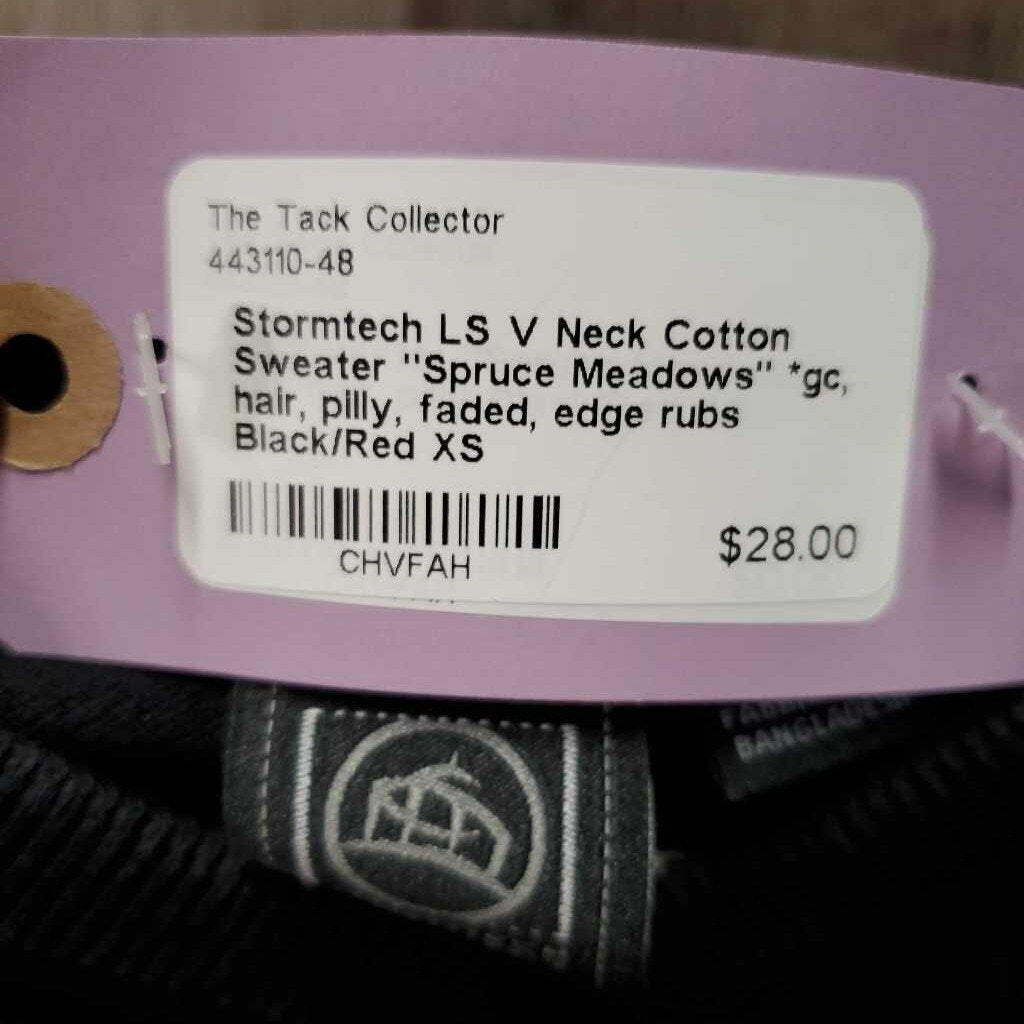 The Tack Collector
443110-48
Stormtech LS V Neck Cotton
Sweater "Spruce Meadows" *gc,
hair, pilly, faded, edge rubs
Black/Red XS
CHVFAH
$28.00